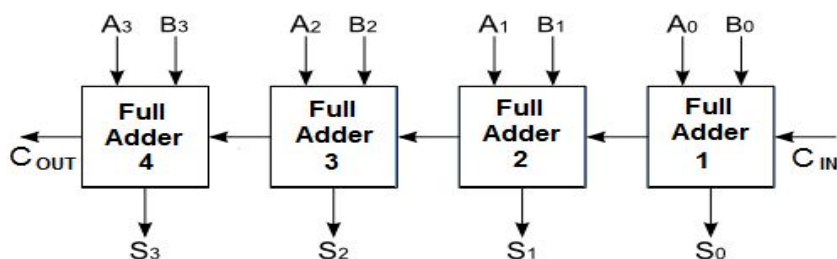 A3 B3 A2 B2 A1 B1 A0 B0
Full Adder 4
Full Adder 3
Full Adder 2
Full Adder 1
COUT CIN
S3 S2 S1 S0